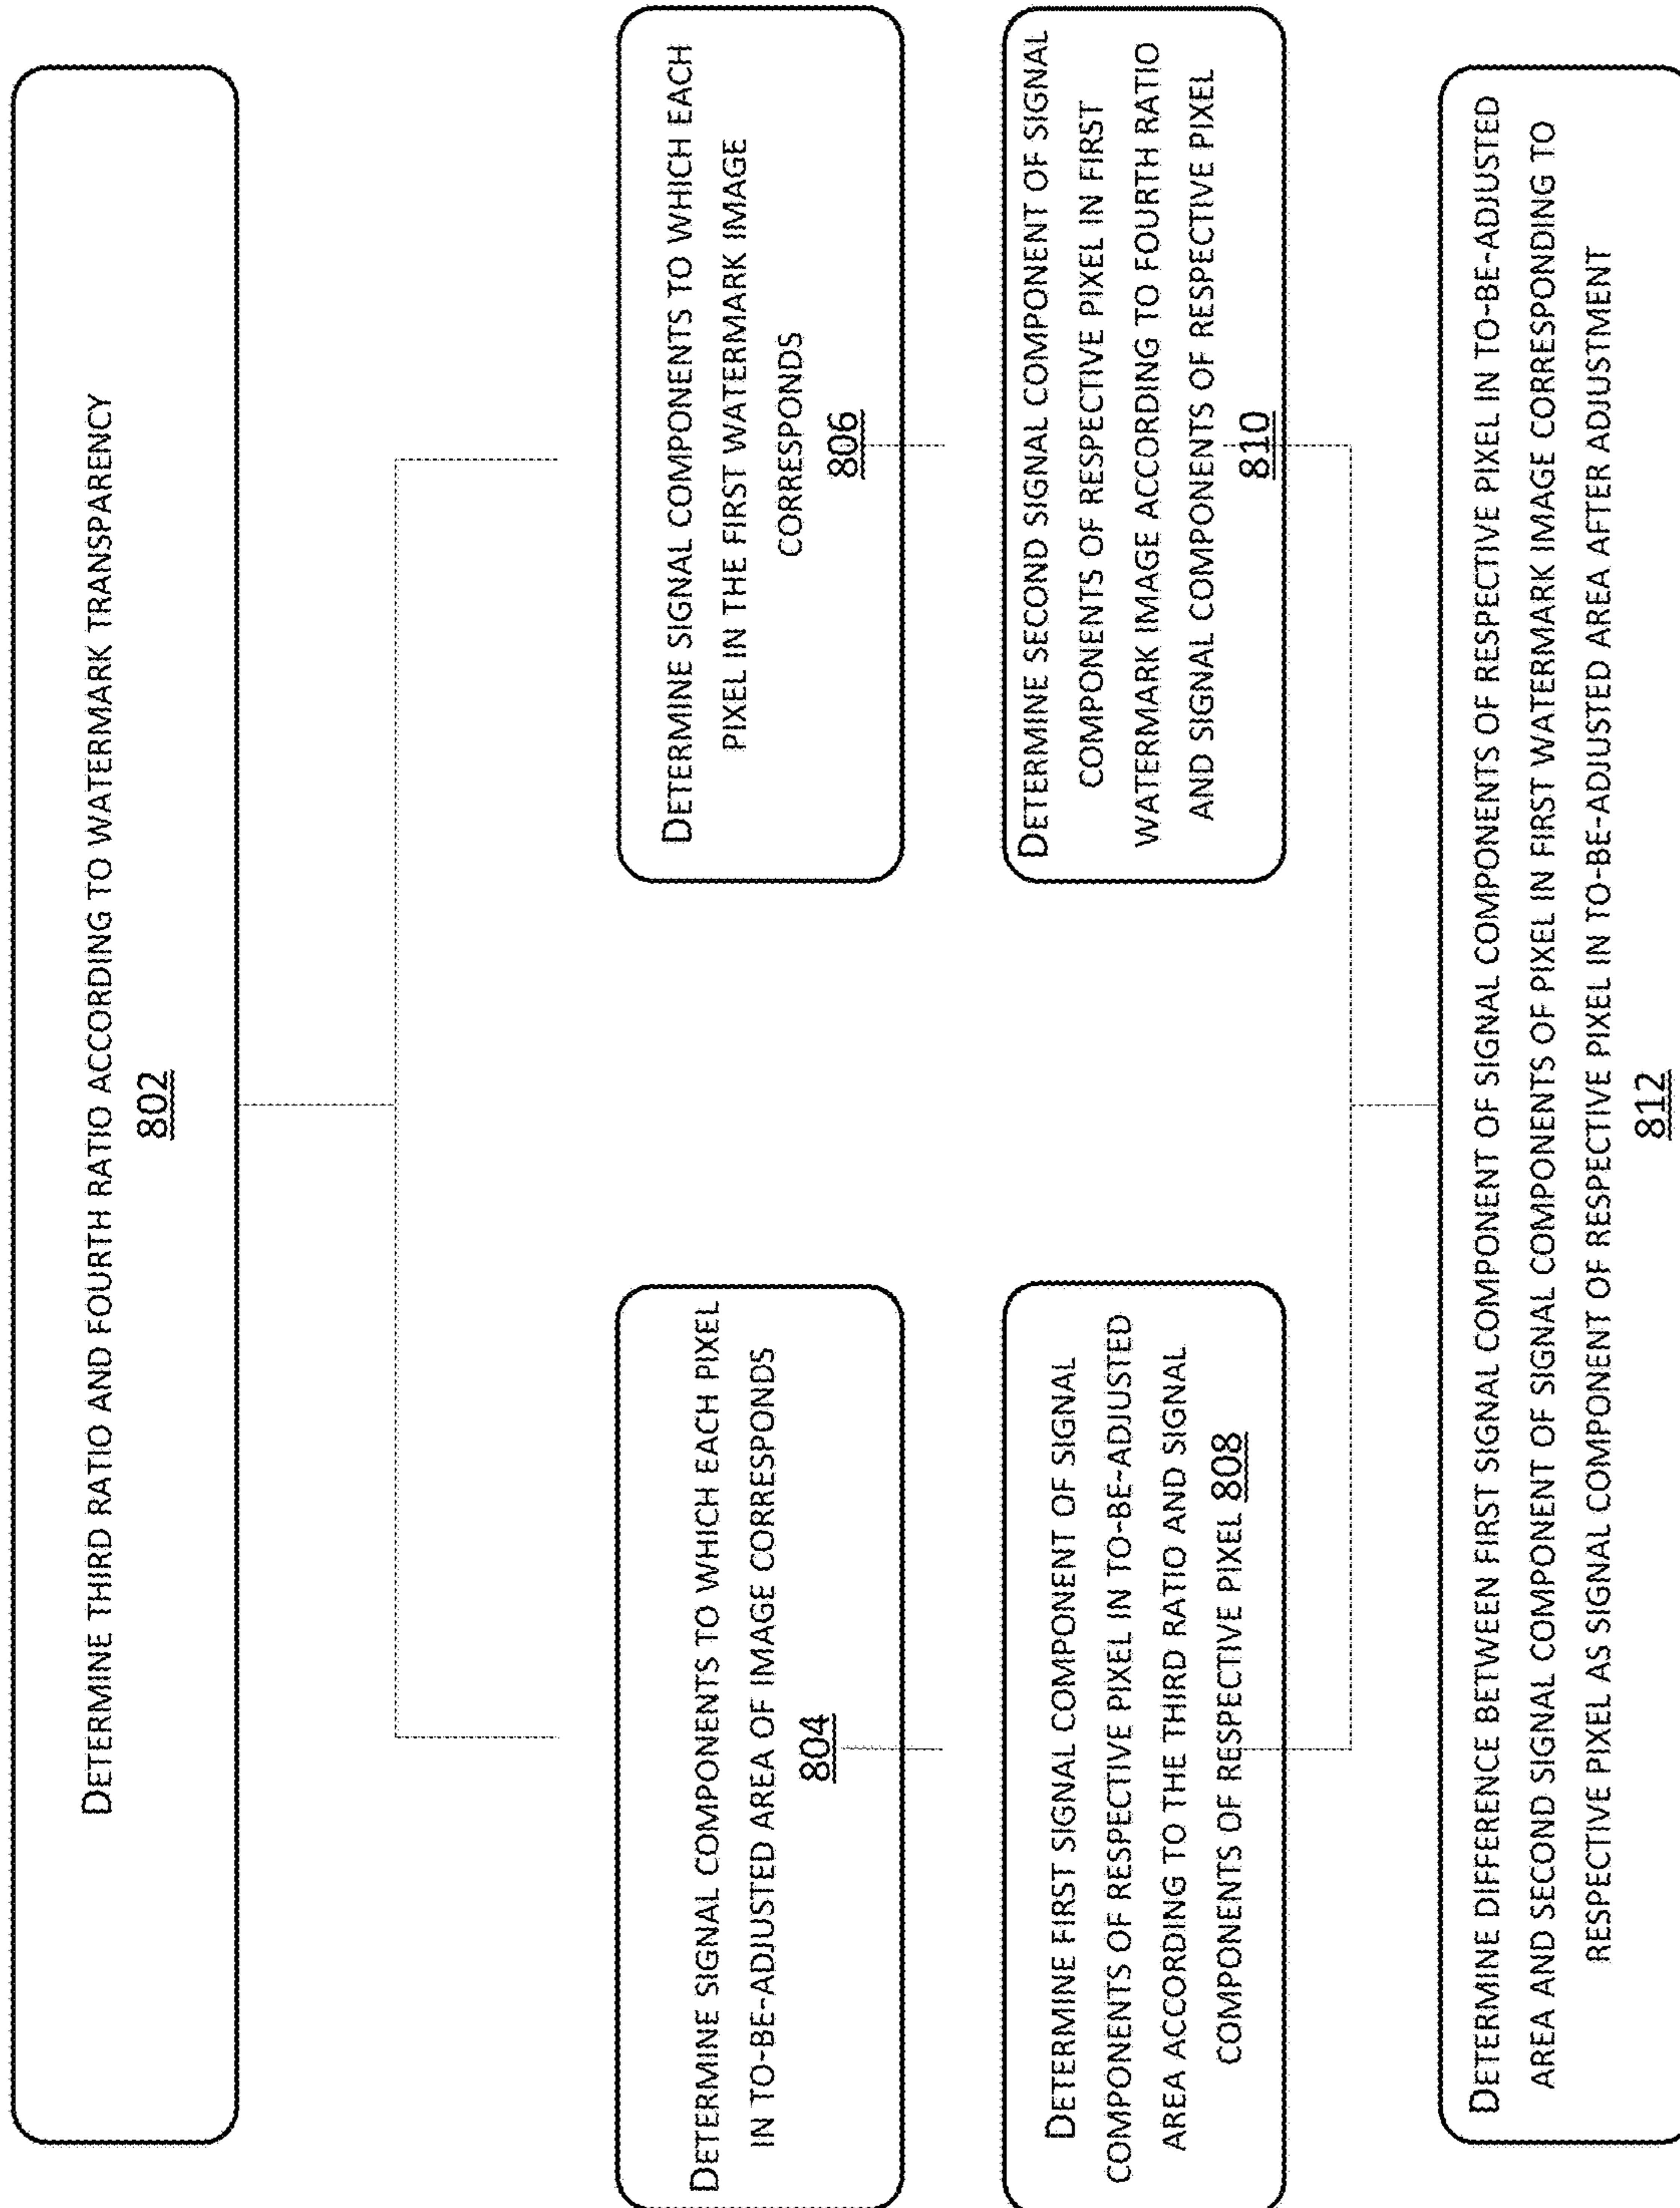 DETERMINE THIRD RATIO AND FOURTH RATIO ACCORDING TO WATERMARK TRANSPARENCY
802
DETERMINE SIGNAL COMPONENTS TO WHICH EACH PIXEL
IN TO-BE-ADJUSTED AREA OF IMAGE CORRESPONDS
804
DETERMINE SIGNAL COMPONENTS TO WHICH EACH
PIXEL IN THE FIRST WATERMARK IMAGE
CORRESPONDS
806
DETERMINE FIRST SIGNAL COMPONENT OF SIGNAL
COMPONENTS OF RESPECTIVE PIXEL IN TO-BE-ADJUSTED
AREA ACCORDING TO THE THIRD RATIO AND SIGNAL
COMPONENTS OF RESPECTIVE PIXEL 808
DETERMINE SECOND SIGNAL COMPONENT OF SIGNAL
COMPONENTS OF RESPECTIVE PIXEL IN FIRST
WATERMARK IMAGE ACCORDING TO FOURTH RATIO
AND SIGNAL COMPONENTS OF RESPECTIVE PIXEL
810
DETERMINE DIFFERENCE BETWEEN FIRST SIGNAL COMPONENT OF SIGNAL COMPONENTS OF RESPECTIVE PIXEL IN TO-BE-ADJUSTED
AREA AND SECOND SIGNAL COMPONENT OF SIGNAL COMPONENTS OF PIXEL IN FIRST WATERMARK IMAGE CORRESPONDING TO
RESPECTIVE PIXEL AS SIGNAL COMPONENT OF RESPECTIVE PIXEL IN TO-BE-ADJUSTED AREA AFTER ADJUSTMENT
812